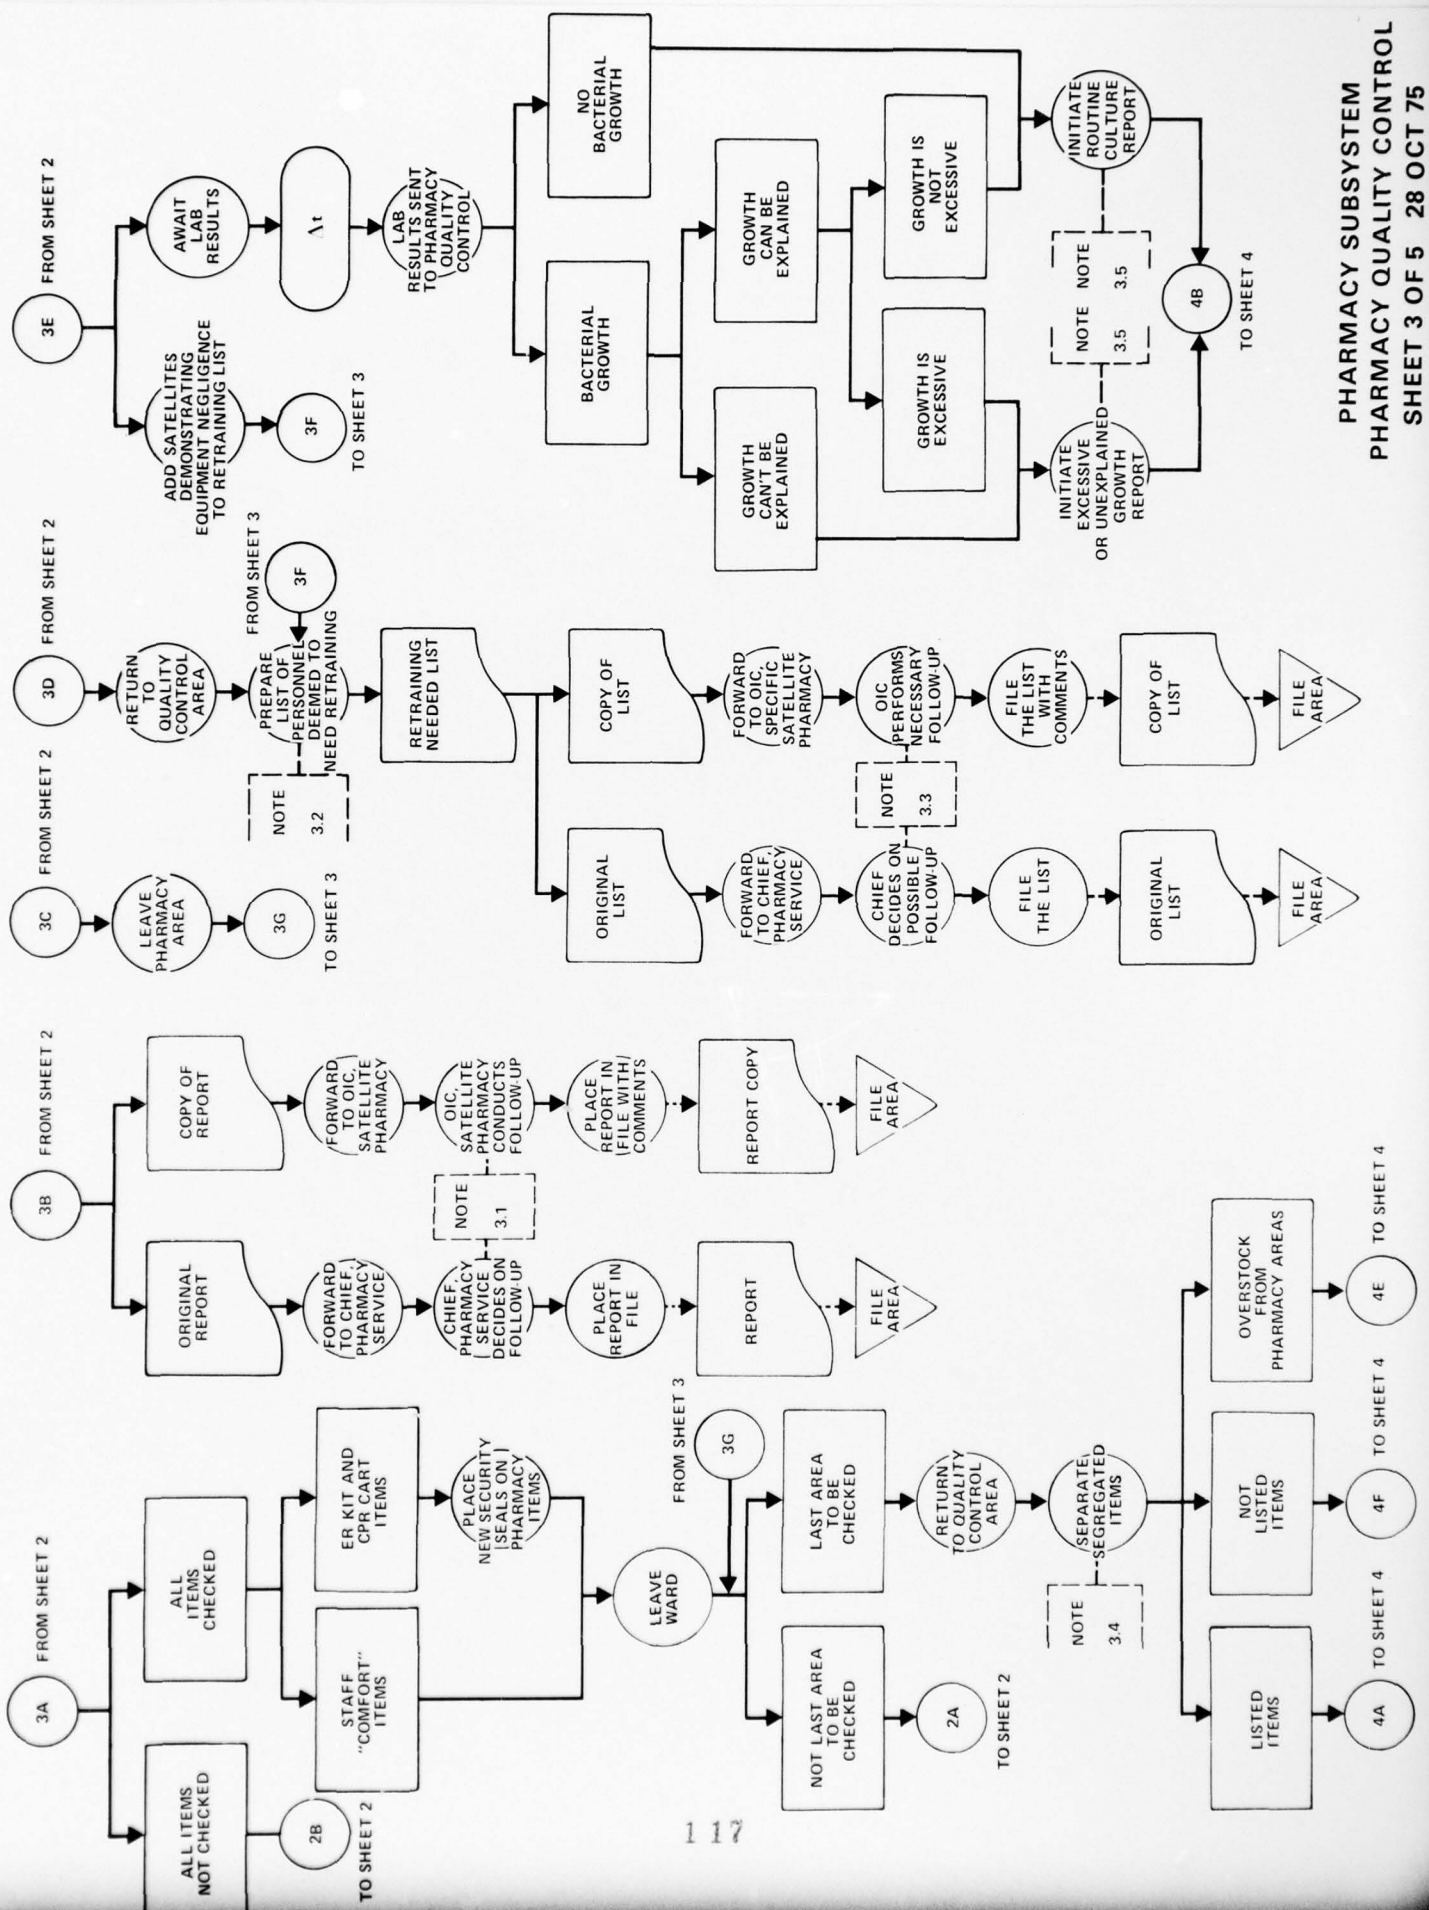 3A
FROM SHEET 2
ALL ITEMS
NOT CHECKED
2B
TO SHEET 2
ALL
ITEMS
CHECKED
STAFF
"COMFORT"
ITEMS
ER KIT AND
CPR CART
ITEMS
PLACE
NEW SECURITY
SEALS ON
PHARMACY
ITEMS
LEAVE
WARD
FROM SHEET 3
3G
NOT LAST AREA
TO BE
CHECKED
2A
TO SHEET 2
LAST AREA
TO BE
CHECKED
RETURN
TO QUALITY
CONTROL
AREA
SEPARATE
SEGREGATED
ITEMS
NOTE
3.4
LISTED
ITEMS
4A
TO SHEET 4
NOT
LISTED
ITEMS
4F
TO SHEET 4
OVERSTOCK
FROM
PHARMACY AREAS
4E
TO SHEET 4
3B
FROM SHEET 2
ORIGINAL
REPORT
FORWARD
TO CHIEF,
PHARMACY
SERVICE
CHIEF,
PHARMACY
SERVICE
DECIDES ON
FOLLOW-UP
PLACE
REPORT IN
FILE
REPORT
FILE
AREA
NOTE
3.1
COPY OF
REPORT
FORWARD
TO OIC,
SATELLITE
PHARMACY
OIC,
SATELLITE
PHARMACY
CONDUCTS
FOLLOW-UP
PLACE
REPORT IN
FILE WITH
COMMENTS
REPORT COPY
FILE
AREA
3C
FROM SHEET 2
LEAVE
PHARMACY
AREA
3G
TO SHEET 3
3D
FROM SHEET 2
RETURN
TO
QUALITY
CONTROL
AREA
FROM SHEET 3
3F
PREPARE
LIST OF
PERSONNEL
DEEMED TO
NEED RETRAINING
NOTE
3.2
RETRAINING
NEEDED LIST
ORIGINAL
LIST
FORWARD
TO CHIEF,
PHARMACY
SERVICE
CHIEF
DECIDES ON
POSSIBLE
FOLLOW-UP
FILE
THE LIST
ORIGINAL
LIST
FILE
AREA
NOTE
3.3
COPY OF
LIST
FORWARD
TO OIC,
SPECIFIC
SATELLITE
PHARMACY
OIC
PERFORMS
NECESSARY
FOLLOW-UP
FILE
THE LIST
WITH
COMMENTS
COPY OF
LIST
FILE
AREA
3E
FROM SHEET 2
ADD SATELLITES
DEMONSTRATING
EQUIPMENT NEGLIGENCE
TO RETRAINING LIST
3F
TO SHEET 3
AWAIT
LAB
RESULTS
Δt
LAB
RESULTS SENT
TO PHARMACY
QUALITY
CONTROL
BACTERIAL
GROWTH
NO
BACTERIAL
GROWTH
GROWTH
CAN'T BE
EXPLAINED
GROWTH
CAN BE
EXPLAINED
GROWTH IS
EXCESSIVE
GROWTH IS
NOT
EXCESSIVE
INITIATE
EXCESSIVE
OR UNEXPLAINED
GROWTH
REPORT
NOTE
3.5
NOTE
3.5
INITIATE
ROUTINE
CULTURE
REPORT
4B
TO SHEET 4
PHARMACY SUBSYSTEM
PHARMACY QUALITY CONTROL
SHEET 3 OF 5 28 OCT 75
117